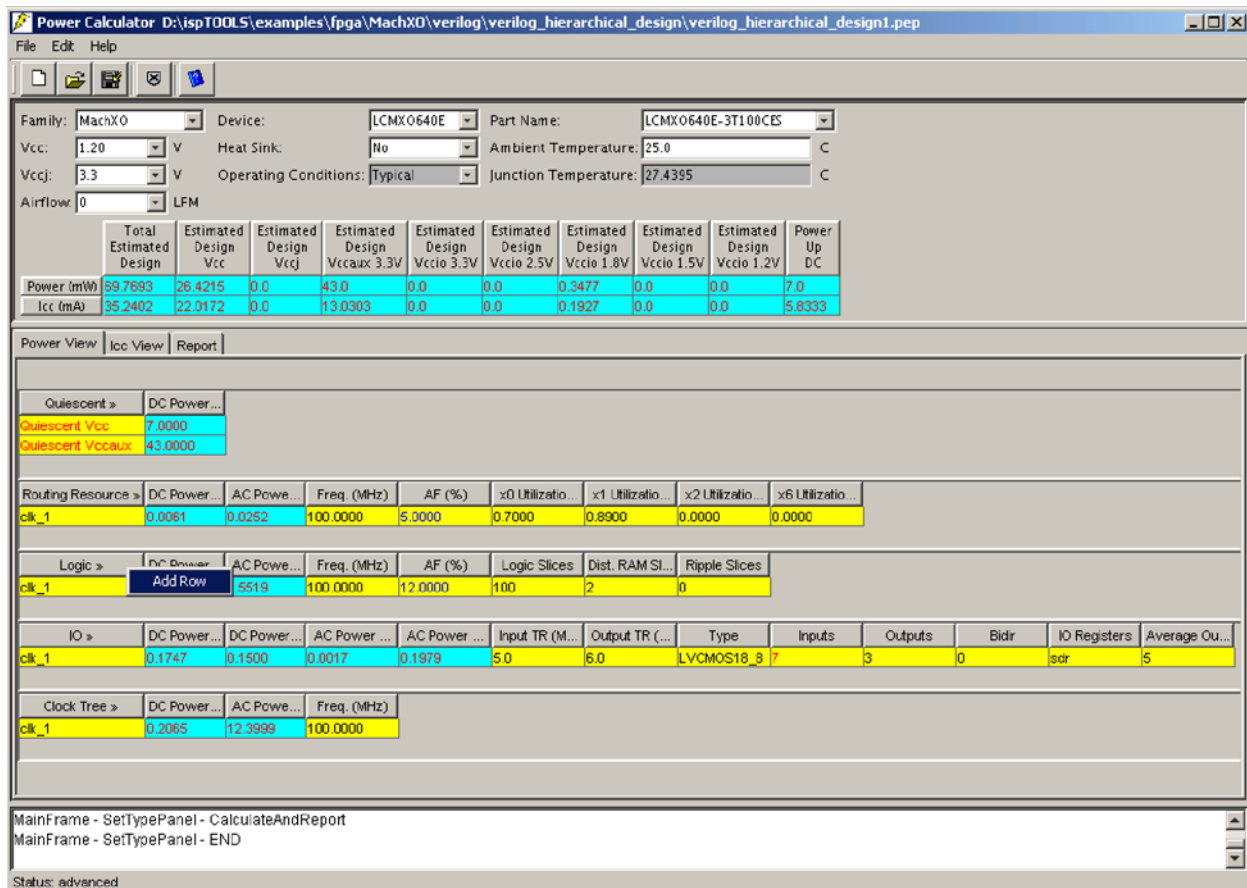 Power Calculator D:\ispTOOLS\examples\fpga\MachXO\verilog\verilog_hierarchical_design\verilog_hierarchical_design1.pep
File Edit Help
Family: MachXO Device: LCMXO640E Part Name: LCMXO640E-3T100CES
Vcc: 1.20 V Heat Sink: No Ambient Temperature: 25.0 C
Vccj: 3.3 V Operating Conditions: Typical Junction Temperature: 27.4395 C
Airflow: 0 LFM
Total Estimated Estimated Estimated Estimated Estimated Estimated Estimated Estimated Power
Estimated Design Design Design Design Design Design Design Design Up
Design Vcc Vccj Vccaux 3.3V Vccio 3.3V Vccio 2.5V Vccio 1.8V Vccio 1.5V Vccio 1.2V DC
Power (mW) 69.7693 26.4215 0.0 43.0 0.0 0.0 0.3477 0.0 0.0 7.0
Icc (mA) 35.2402 22.0172 0.0 13.0303 0.0 0.0 0.1927 0.0 0.0 5.8333
Power View Icc View Report
Quiescent » DC Power...
Quiescent Vcc 7.0000
Quiescent Vccaux 43.0000
Routing Resource » DC Power... AC Powe... Freq. (MHz) AF (%) x0 Utilizatio... x1 Utilizatio... x2 Utilizatio... x6 Utilizatio...
clk_1 0.0061 0.0252 100.0000 5.0000 0.7000 0.8900 0.0000 0.0000
Logic » DC Power... AC Powe... Freq. (MHz) AF (%) Logic Slices Dist. RAM Sl... Ripple Slices
clk_1 Add Row 5519 100.0000 12.0000 100 2 0
IO » DC Power... DC Power... AC Power ... AC Power ... Input TR (M... Output TR (... Type Inputs Outputs Bidir IO Registers Average Ou...
clk_1 0.1747 0.1500 0.0017 0.1979 5.0 6.0 LVCMOS18_8 7 3 0 sdr 5
Clock Tree » DC Power... AC Powe... Freq. (MHz)
clk_1 0.2065 12.3999 100.0000
MainFrame - SetTypePanel - CalculateAndReport
MainFrame - SetTypePanel - END
Status: advanced